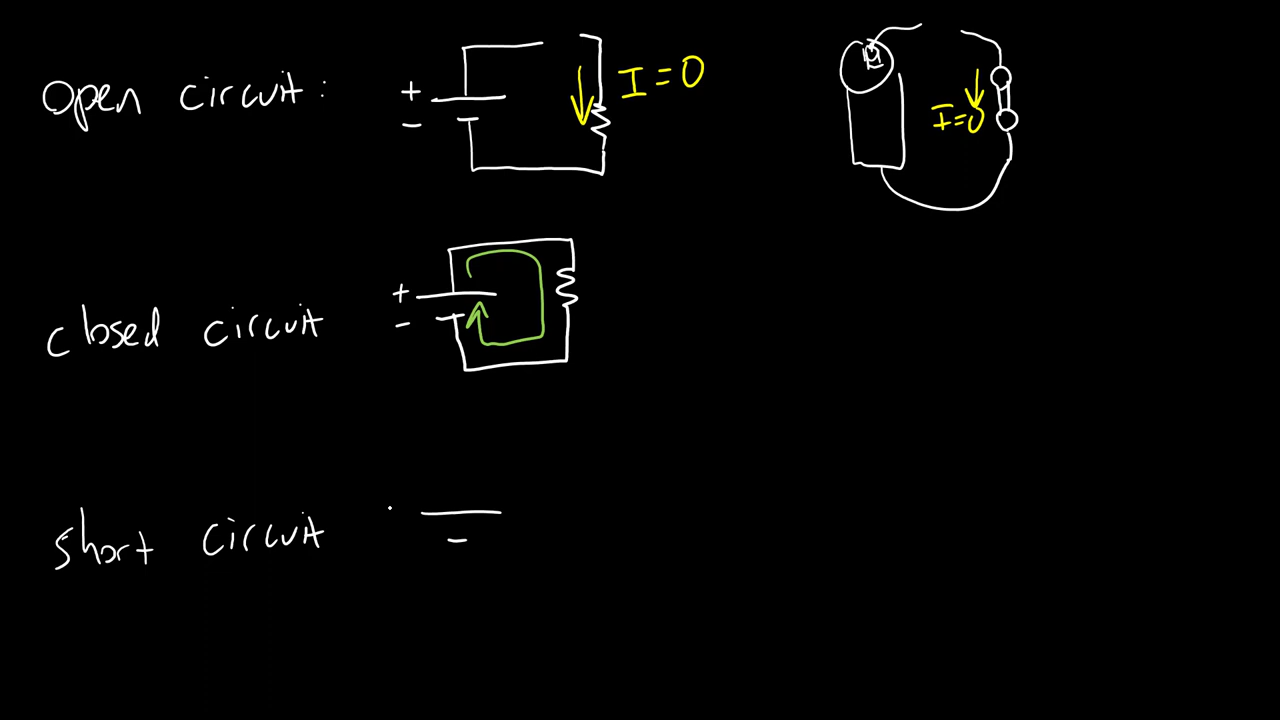 open circuit:
+
−
I=0
I=0
closed circuit
+
−
short circuit